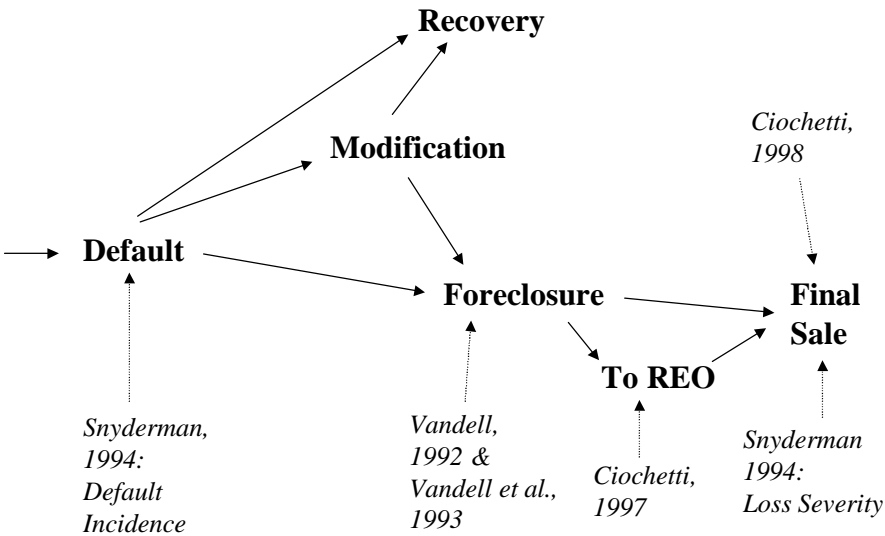 Recovery
Modification
Ciochetti,
1998
Default
Foreclosure
Final
Sale
To REO
Snyderman,
1994:
Default
Incidence
Vandell,
1992 &
Vandell et al.,
1993
Ciochetti,
1997
Snyderman
1994:
Loss Severity